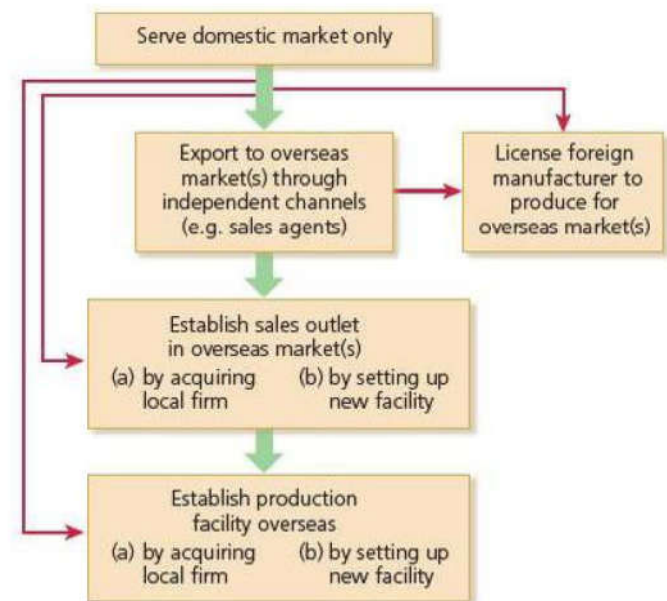 Serve domestic market only
Export to overseas
market(s) through
independent channels
(e.g. sales agents)
License foreign
manufacturer to
produce for
overseas market(s)
Establish sales outlet
in overseas market(s)
(a) by acquiring
local firm
(b) by setting up
new facility
Establish production
facility overseas
(a) by acquiring
local firm
(b) by setting up
new facility